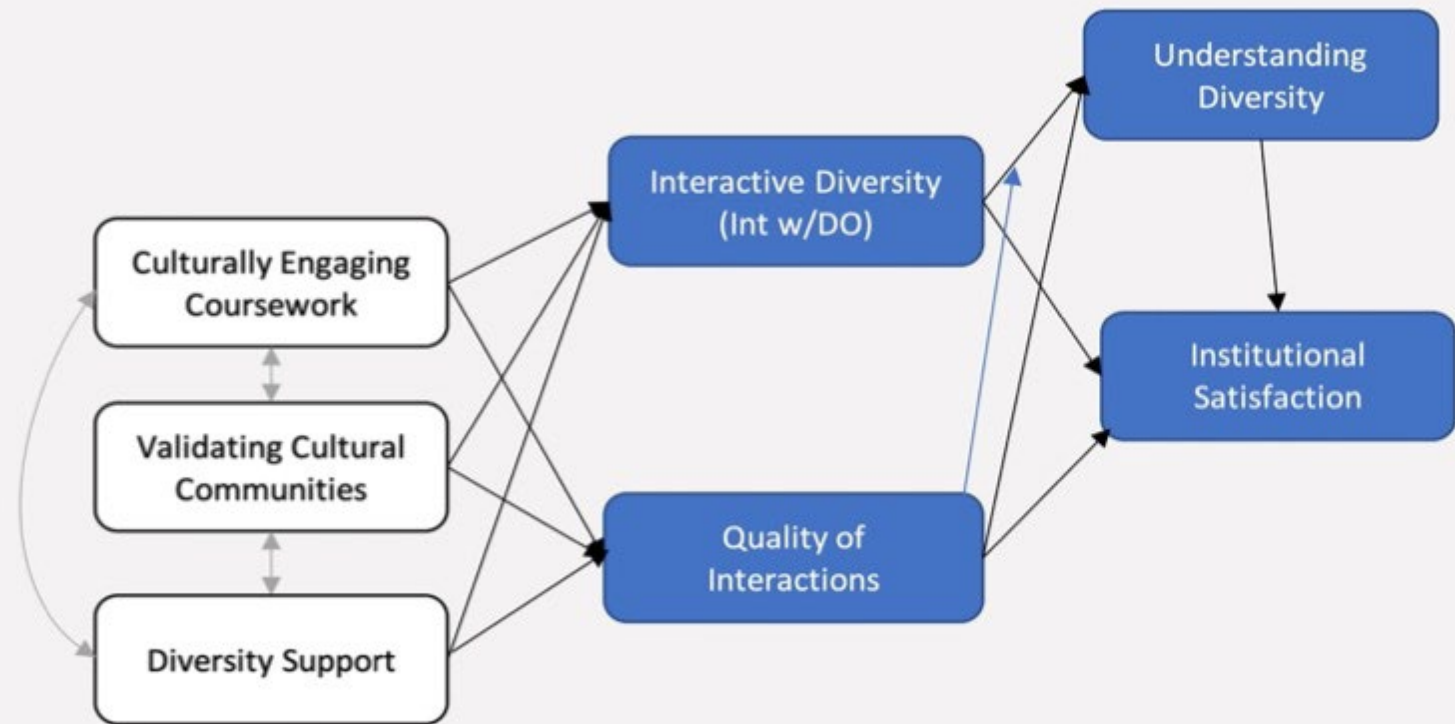 Culturally Engaging
Coursework
Validating Cultural
Communities
Diversity Support
Interactive Diversity
(Int w/DO)
Quality of
Interactions
Understanding
Diversity
Institutional
Satisfaction